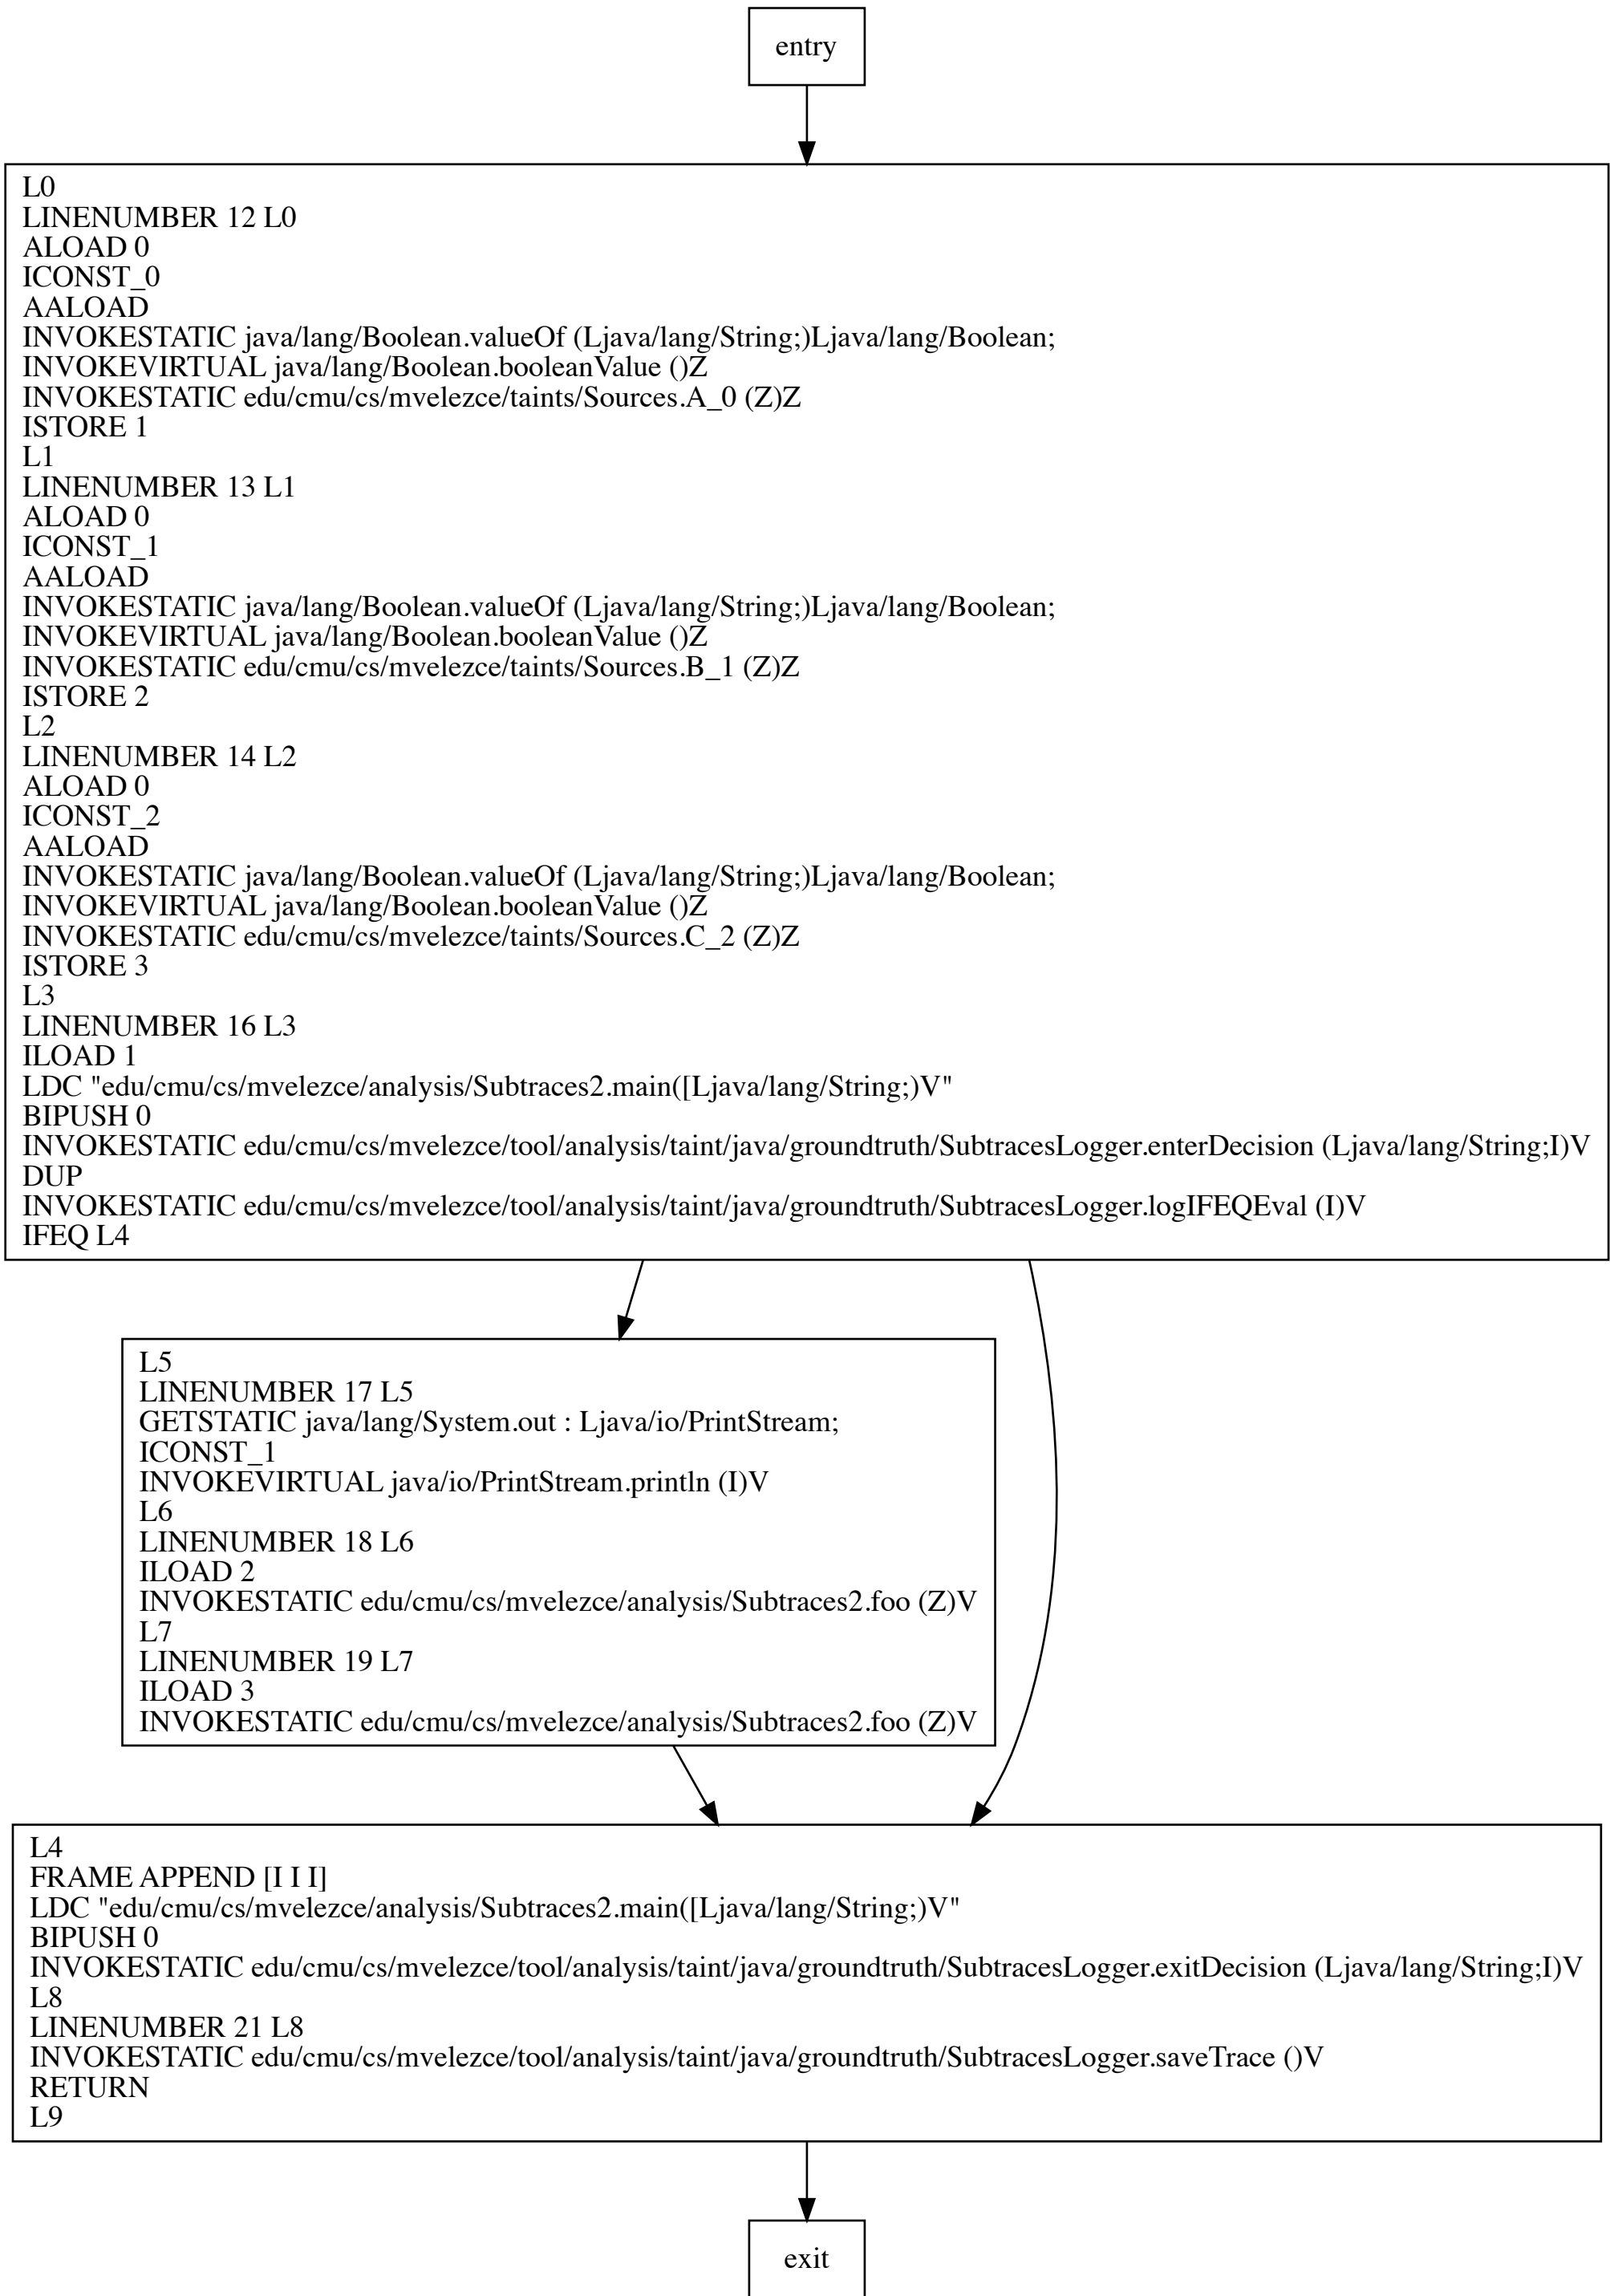 entry
L0
LINENUMBER 12 L0
ALOAD 0
ICONST_0
AALOAD
INVOKESTATIC java/lang/Boolean.valueOf (Ljava/lang/String;)Ljava/lang/Boolean;
INVOKEVIRTUAL java/lang/Boolean.booleanValue ()Z
INVOKESTATIC edu/cmu/cs/mvelezce/taints/Sources.A_0 (Z)Z
ISTORE 1
L1
LINENUMBER 13 L1
ALOAD 0
ICONST_1
AALOAD
INVOKESTATIC java/lang/Boolean.valueOf (Ljava/lang/String;)Ljava/lang/Boolean;
INVOKEVIRTUAL java/lang/Boolean.booleanValue ()Z
INVOKESTATIC edu/cmu/cs/mvelezce/taints/Sources.B_1 (Z)Z
ISTORE 2
L2
LINENUMBER 14 L2
ALOAD 0
ICONST_2
AALOAD
INVOKESTATIC java/lang/Boolean.valueOf (Ljava/lang/String;)Ljava/lang/Boolean;
INVOKEVIRTUAL java/lang/Boolean.booleanValue ()Z
INVOKESTATIC edu/cmu/cs/mvelezce/taints/Sources.C_2 (Z)Z
ISTORE 3
L3
LINENUMBER 16 L3
ILOAD 1
LDC "edu/cmu/cs/mvelezce/analysis/Subtraces2.main([Ljava/lang/String;)V"
BIPUSH 0
INVOKESTATIC edu/cmu/cs/mvelezce/tool/analysis/taint/java/groundtruth/SubtracesLogger.enterDecision (Ljava/lang/String;I)V
DUP
INVOKESTATIC edu/cmu/cs/mvelezce/tool/analysis/taint/java/groundtruth/SubtracesLogger.logIFEQEval (I)V
IFEQ L4
L5
LINENUMBER 17 L5
GETSTATIC java/lang/System.out : Ljava/io/PrintStream;
ICONST_1
INVOKEVIRTUAL java/io/PrintStream.println (I)V
L6
LINENUMBER 18 L6
ILOAD 2
INVOKESTATIC edu/cmu/cs/mvelezce/analysis/Subtraces2.foo (Z)V
L7
LINENUMBER 19 L7
ILOAD 3
INVOKESTATIC edu/cmu/cs/mvelezce/analysis/Subtraces2.foo (Z)V
L4
FRAME APPEND [I I I]
LDC "edu/cmu/cs/mvelezce/analysis/Subtraces2.main([Ljava/lang/String;)V"
BIPUSH 0
INVOKESTATIC edu/cmu/cs/mvelezce/tool/analysis/taint/java/groundtruth/SubtracesLogger.exitDecision (Ljava/lang/String;I)V
L8
LINENUMBER 21 L8
INVOKESTATIC edu/cmu/cs/mvelezce/tool/analysis/taint/java/groundtruth/SubtracesLogger.saveTrace ()V
RETURN
L9
exit